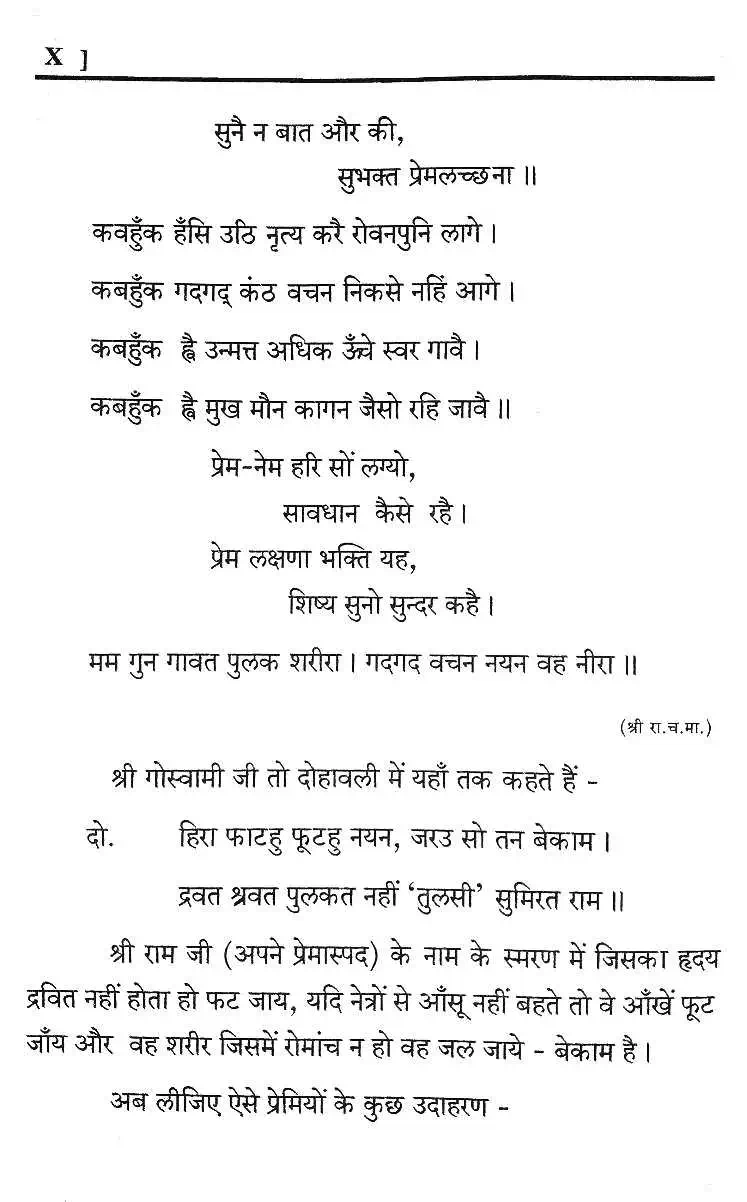 X ]
सुनै न बात और की,
सुभक्त प्रेमलच्छना ॥
कवहुँक हँसि उठि नृत्य करै रोवनपुनि लागे ।
कबहुँक गदगद् कंठ वचन निकसे नहिं आगे ।
कबहुँक ह्वै उन्मत्त अधिक ऊँचे स्वर गावै ।
कबहुँक ह्वै मुख मौन कागन जैसो रहि जावै ॥
प्रेम-नेम हरि सों लग्यो,
सावधान कैसे रहै ।
प्रेम लक्षणा भक्ति यह,
शिष्य सुनो सुन्दर कहै ।
मम गुन गावत पुलक शरीरा । गदगद वचन नयन वह नीरा ॥
(श्री रा.च.मा.)
श्री गोस्वामी जी तो दोहावली में यहाँ तक कहते हैं -
दो. हिरा फाटहु फूटहु नयन, जरउ सो तन बेकाम ।
द्रवत श्रवत पुलकत नहीं ‘तुलसी’ सुमिरत राम ॥
श्री राम जी (अपने प्रेमास्पद) के नाम के स्मरण में जिसका हृदय
द्रवित नहीं होता हो फट जाय, यदि नेत्रों से आँसू नहीं बहते तो वे आँखें फूट
जाँय और वह शरीर जिसमें रोमांच न हो वह जल जाये - बेकाम है ।
अब लीजिए ऐसे प्रेमियों के कुछ उदाहरण -